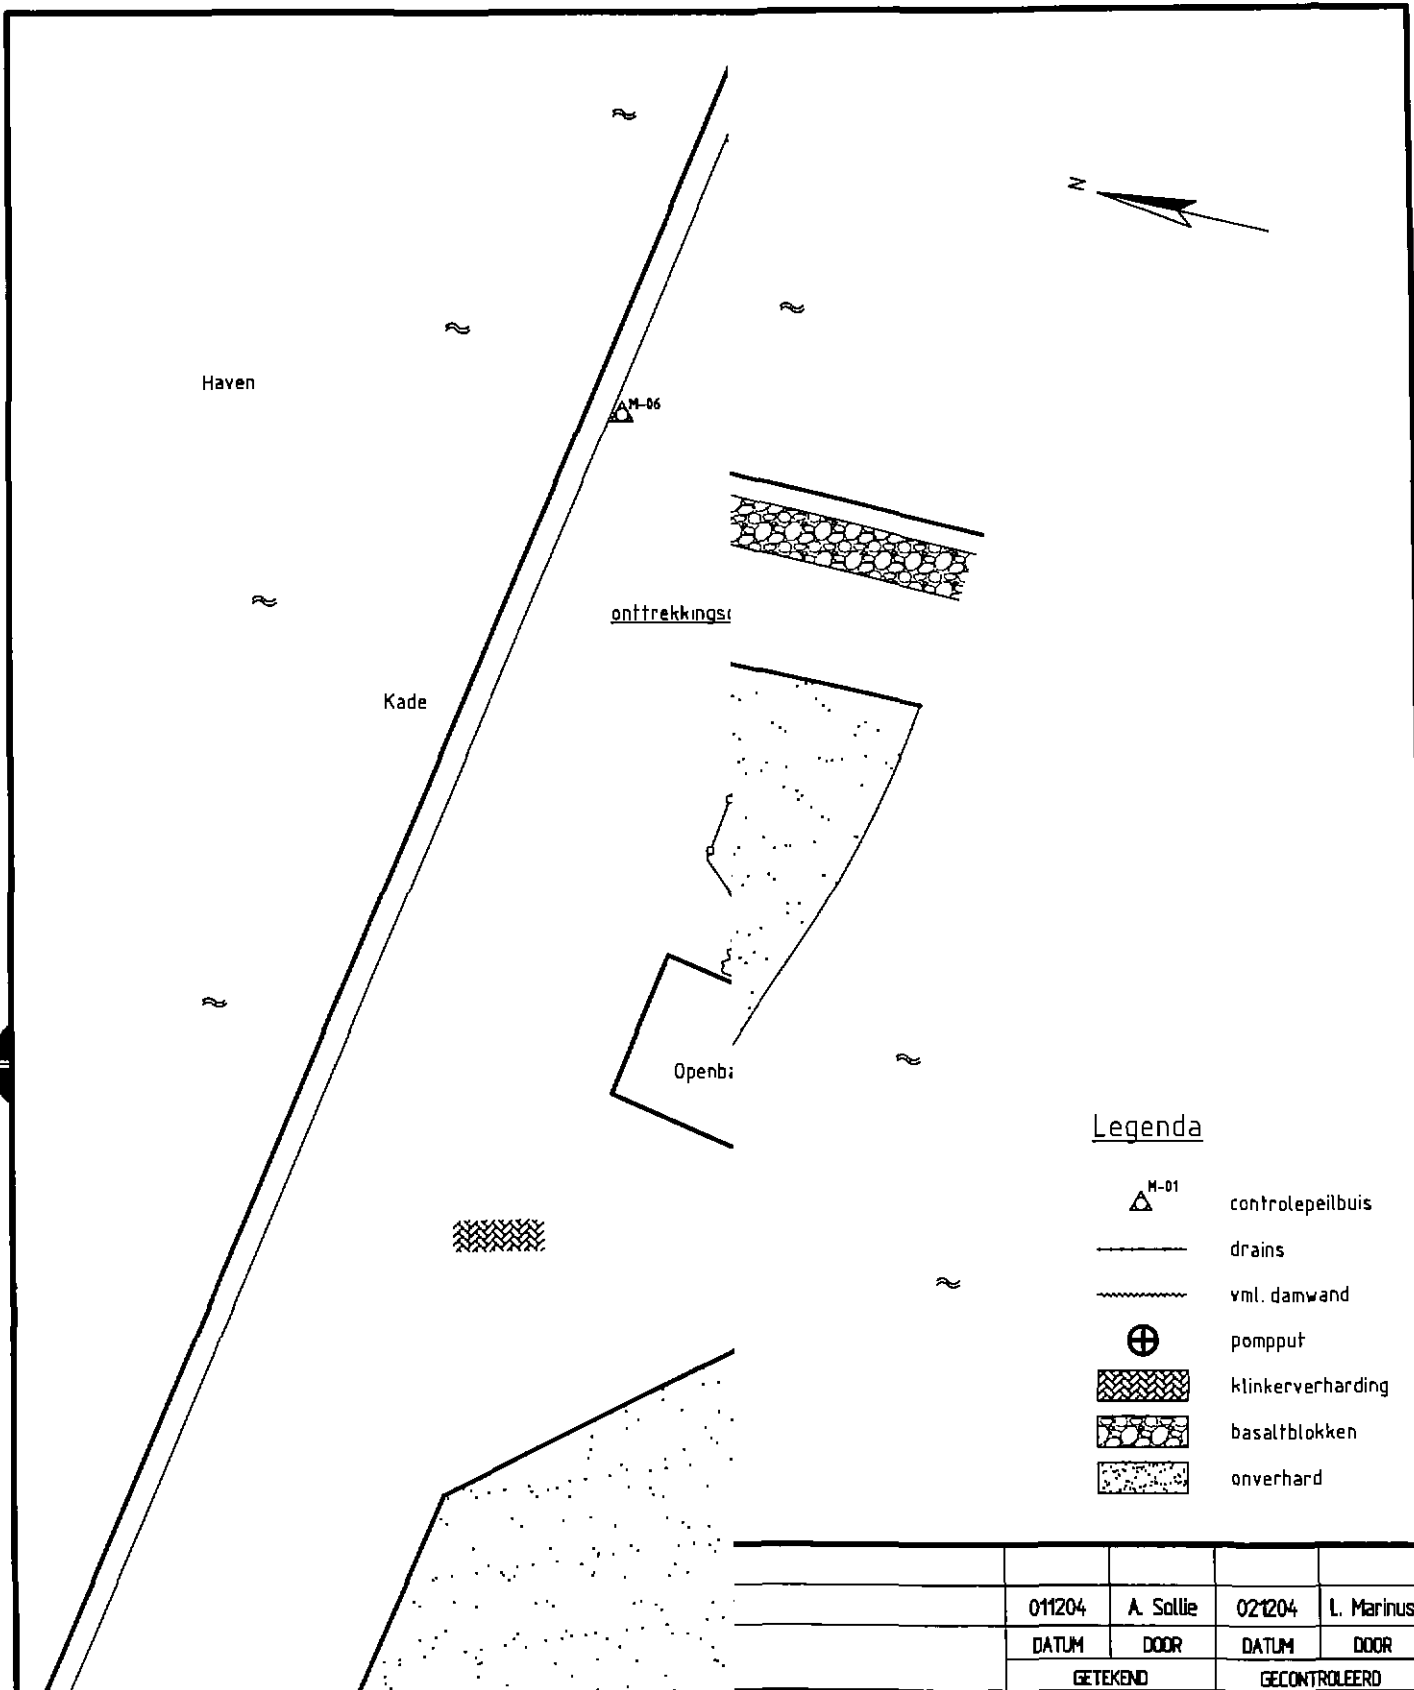 N
Haven
M-06
onttrekkings
Kade
Legenda
M-01
controlepeilbuis
drains
vml. damwand
pompput
klinkerverharding
basaltblokken
onverhard
011204 A. Sollie 021204 L. Marinus
DATUM DOOR DATUM DOOR
GETEKEND GECONTROLEERD